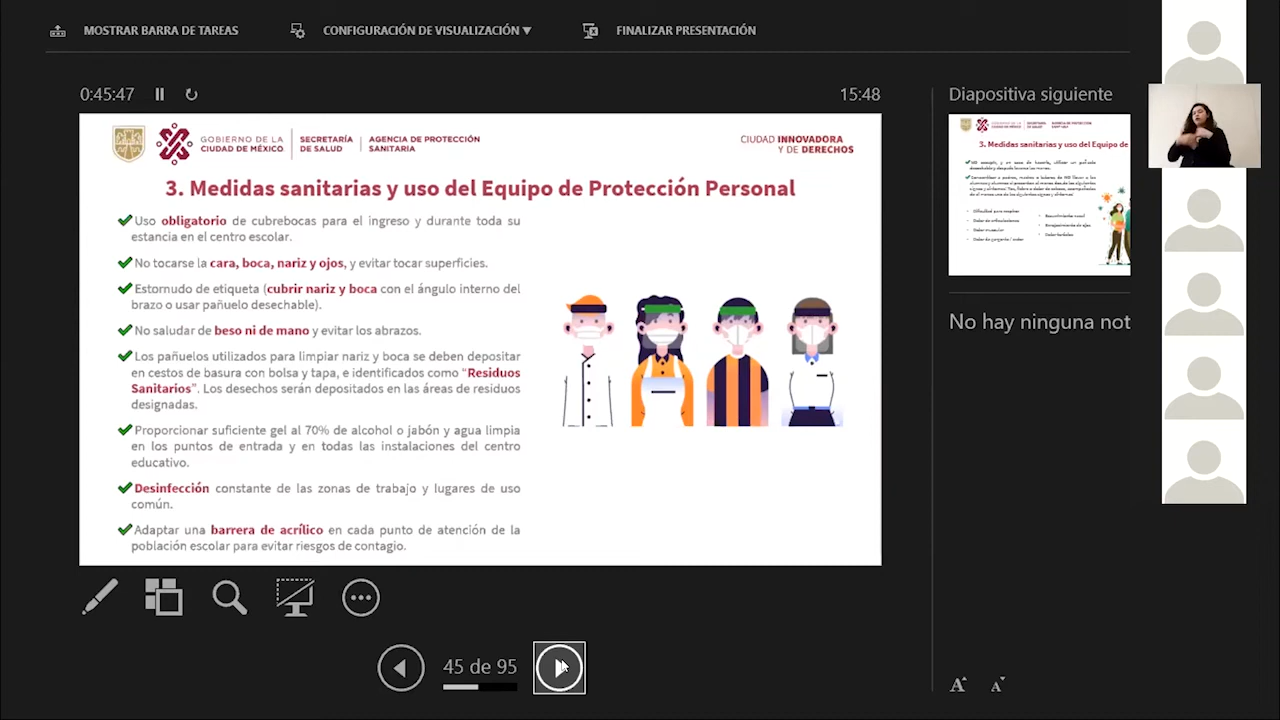 MOSTRAR BARRA DE TAREAS
CONFIGURACIÓN DE VISUALIZACIÓN ▼
FINALIZAR PRESENTACIÓN
0:45:47
15:48
GOBIERNO DE LA
CIUDAD DE MÉXICO
SECRETARÍA
DE SALUD
AGENCIA DE PROTECCIÓN
SANITARIA
CIUDAD INNOVADORA
Y DE DERECHOS
3. Medidas sanitarias y uso del Equipo de Protección Personal
Uso obligatorio de cubrebocas para el ingreso y durante toda su
estancia en el centro escolar.
No tocarse la cara, boca, nariz y ojos, y evitar tocar superficies.
Estornudo de etiqueta (cubrir nariz y boca con el ángulo interno del
brazo o usar pañuelo desechable).
No saludar de beso ni de mano y evitar los abrazos.
Los pañuelos utilizados para limpiar nariz y boca se deben depositar
en cestos de basura con bolsa y tapa, e identificados como “Residuos
Sanitarios”. Los desechos serán depositados en las áreas de residuos
designadas.
Proporcionar suficiente gel al 70% de alcohol o jabón y agua limpia
en los puntos de entrada y en todas las instalaciones del centro
educativo.
Desinfección constante de las zonas de trabajo y lugares de uso
común.
Adaptar una barrera de acrílico en cada punto de atención de la
población escolar para evitar riesgos de contagio.
45 de 95
Diapositiva siguiente
3. Medidas sanitarias y uso del Equipo de
No hay ninguna not
A A